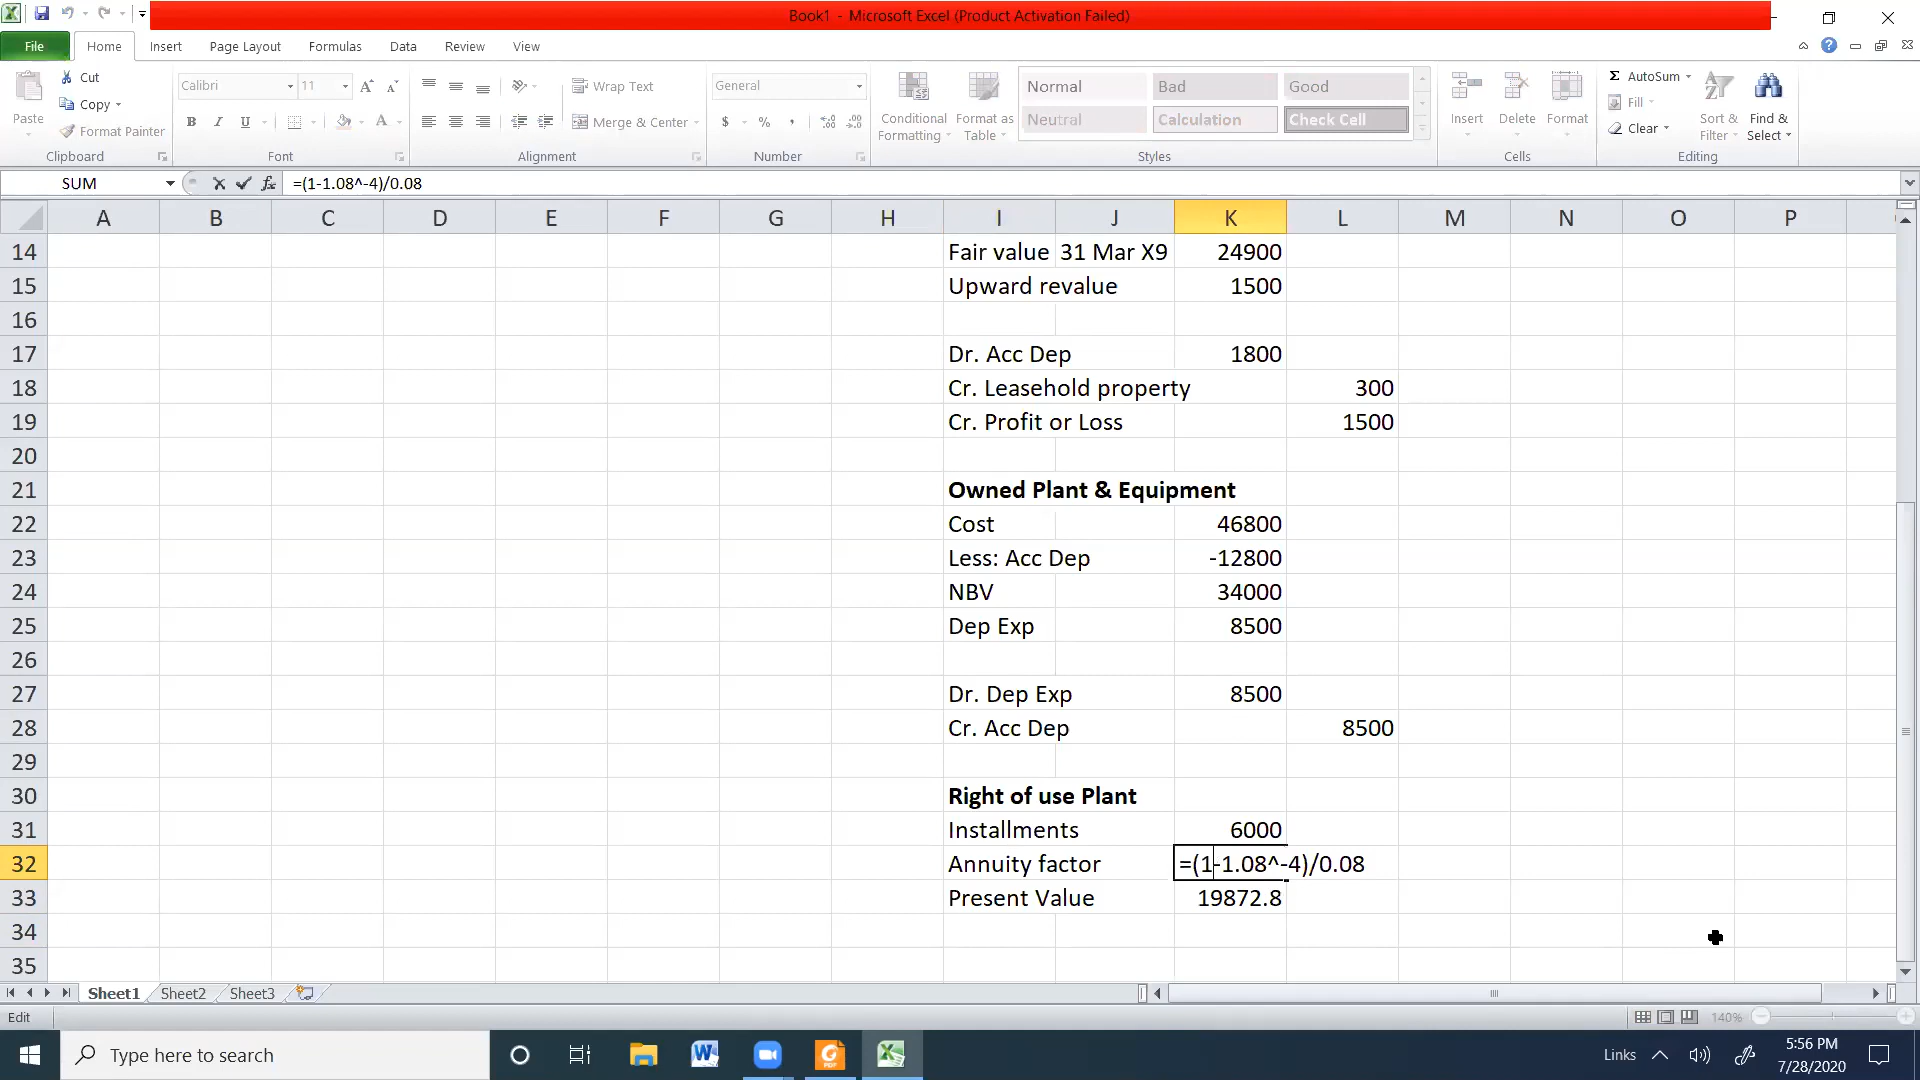 Book1 - Microsoft Excel (Product Activation Failed)
File Home Insert Page Layout Formulas Data Review View
Paste
Cut
Copy
Format Painter
Clipboard
Calibri 11
B I U A
Font
Wrap Text
Merge & Center
Alignment
General
$ % ,
Number
Conditional Formatting
Format as Table
Normal Bad Good
Neutral Calculation Check Cell
Styles
Insert Delete Format
Cells
Σ AutoSum
Fill
Clear
Sort & Filter
Find & Select
Editing
SUM fx =(1-1.08^-4)/0.08
A B C D E F G H I J K L M N O P
14 Fair value 31 Mar X9 24900
15 Upward revalue 1500
16
17 Dr. Acc Dep 1800
18 Cr. Leasehold property 300
19 Cr. Profit or Loss 1500
20
21 Owned Plant & Equipment
22 Cost 46800
23 Less: Acc Dep -12800
24 NBV 34000
25 Dep Exp 8500
26
27 Dr. Dep Exp 8500
28 Cr. Acc Dep 8500
29
30 Right of use Plant
31 Installments 6000
32 Annuity factor =(1-1.08^-4)/0.08
33 Present Value 19872.8
34
35
Sheet1 Sheet2 Sheet3
Edit 140%
Type here to search
Links
5:56 PM
7/28/2020